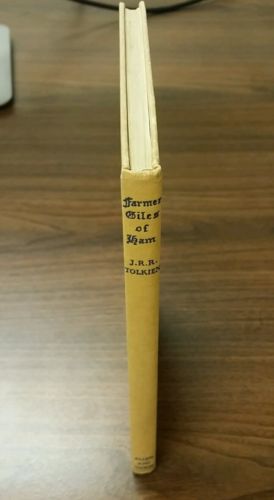 Farmer
Giles
of
Ham
J.R.R.
TOLKIEN